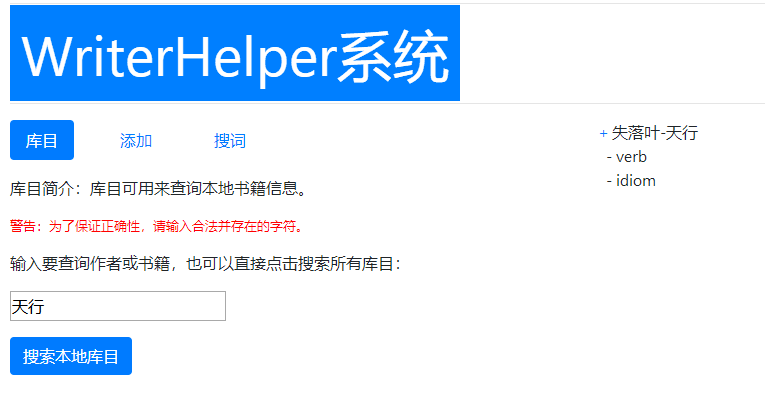 WriterHelper系统
库目 添加 搜词
库目简介：库目可用来查询本地书籍信息。
警告：为了保证正确性，请输入合法并存在的字符。
输入要查询作者或书籍，也可以直接点击搜索所有库目：
天行
搜索本地库目
+ 失落叶-天行
- verb
- idiom